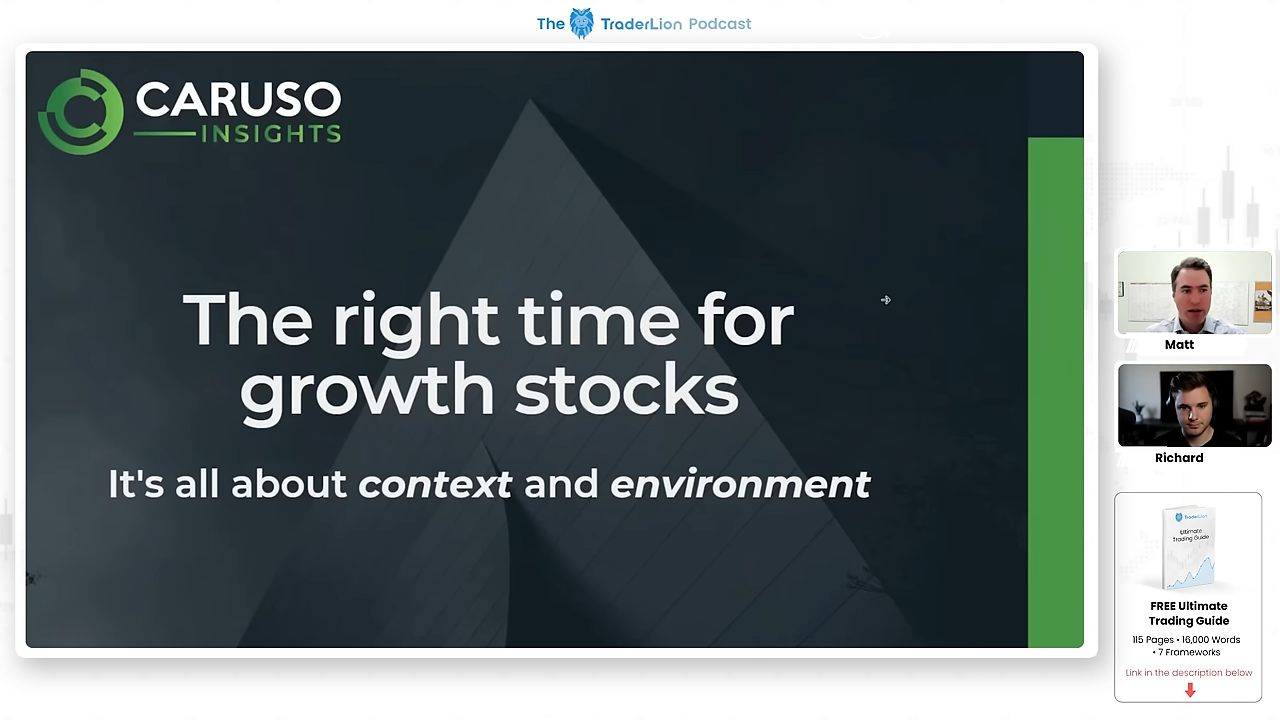 The TraderLion Podcast
CARUSO
INSIGHTS
The right time for
growth stocks
It's all about context and environment
Matt
Richard
TraderLion
Ultimate
Trading Guide
FREE Ultimate
Trading Guide
115 Pages • 16,000 Words
• 7 Frameworks
Link in the description below